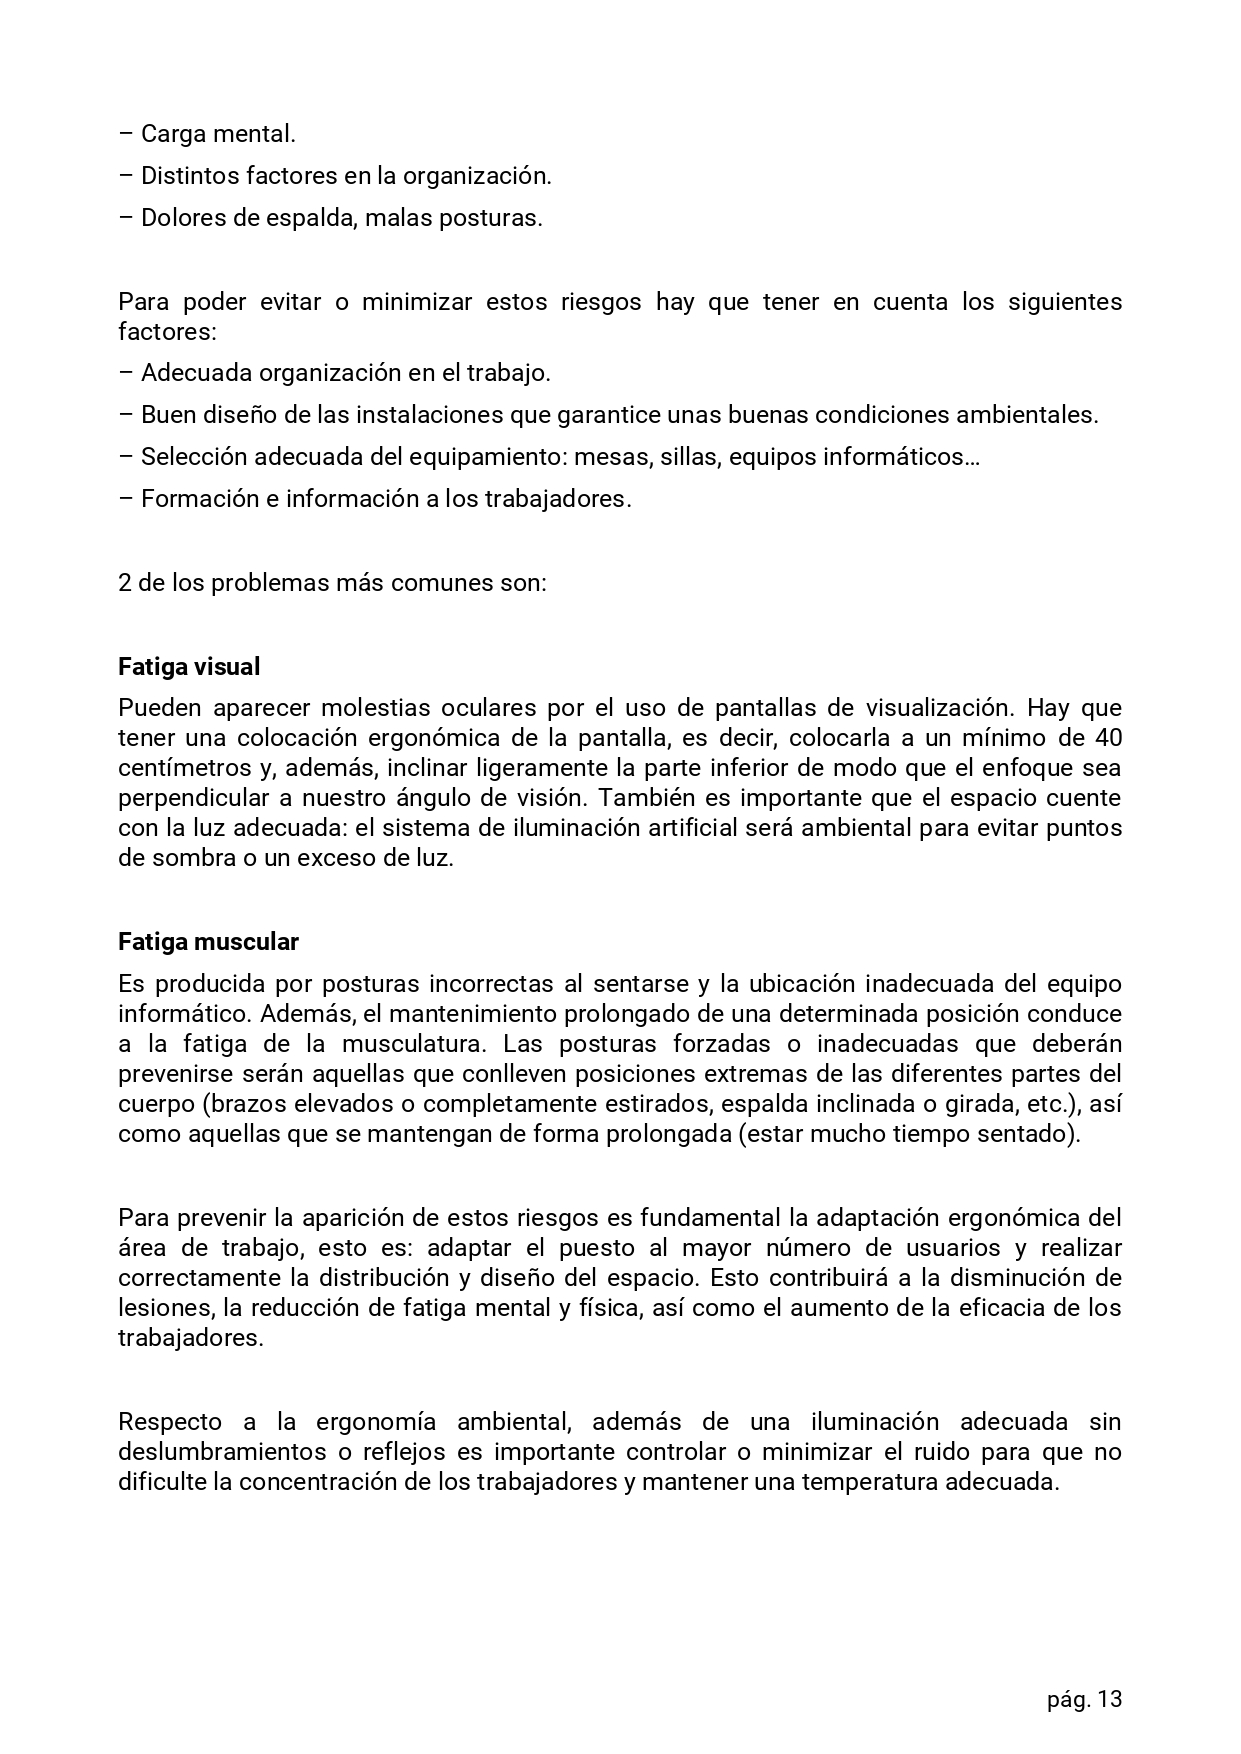 – Carga mental.
– Distintos factores en la organización.
– Dolores de espalda, malas posturas.
Para poder evitar o minimizar estos riesgos hay que tener en cuenta los siguientes
factores:
– Adecuada organización en el trabajo.
– Buen diseño de las instalaciones que garantice unas buenas condiciones ambientales.
– Selección adecuada del equipamiento: mesas, sillas, equipos informáticos…
– Formación e información a los trabajadores.
2 de los problemas más comunes son:
Fatiga visual
Pueden aparecer molestias oculares por el uso de pantallas de visualización. Hay que
tener una colocación ergonómica de la pantalla, es decir, colocarla a un mínimo de 40
centímetros y, además, inclinar ligeramente la parte inferior de modo que el enfoque sea
perpendicular a nuestro ángulo de visión. También es importante que el espacio cuente
con la luz adecuada: el sistema de iluminación artificial será ambiental para evitar puntos
de sombra o un exceso de luz.
Fatiga muscular
Es producida por posturas incorrectas al sentarse y la ubicación inadecuada del equipo
informático. Además, el mantenimiento prolongado de una determinada posición conduce
a la fatiga de la musculatura. Las posturas forzadas o inadecuadas que deberán
prevenirse serán aquellas que conlleven posiciones extremas de las diferentes partes del
cuerpo (brazos elevados o completamente estirados, espalda inclinada o girada, etc.), así
como aquellas que se mantengan de forma prolongada (estar mucho tiempo sentado).
Para prevenir la aparición de estos riesgos es fundamental la adaptación ergonómica del
área de trabajo, esto es: adaptar el puesto al mayor número de usuarios y realizar
correctamente la distribución y diseño del espacio. Esto contribuirá a la disminución de
lesiones, la reducción de fatiga mental y física, así como el aumento de la eficacia de los
trabajadores.
Respecto a la ergonomía ambiental, además de una iluminación adecuada sin
deslumbramientos o reflejos es importante controlar o minimizar el ruido para que no
dificulte la concentración de los trabajadores y mantener una temperatura adecuada.
pág. 13